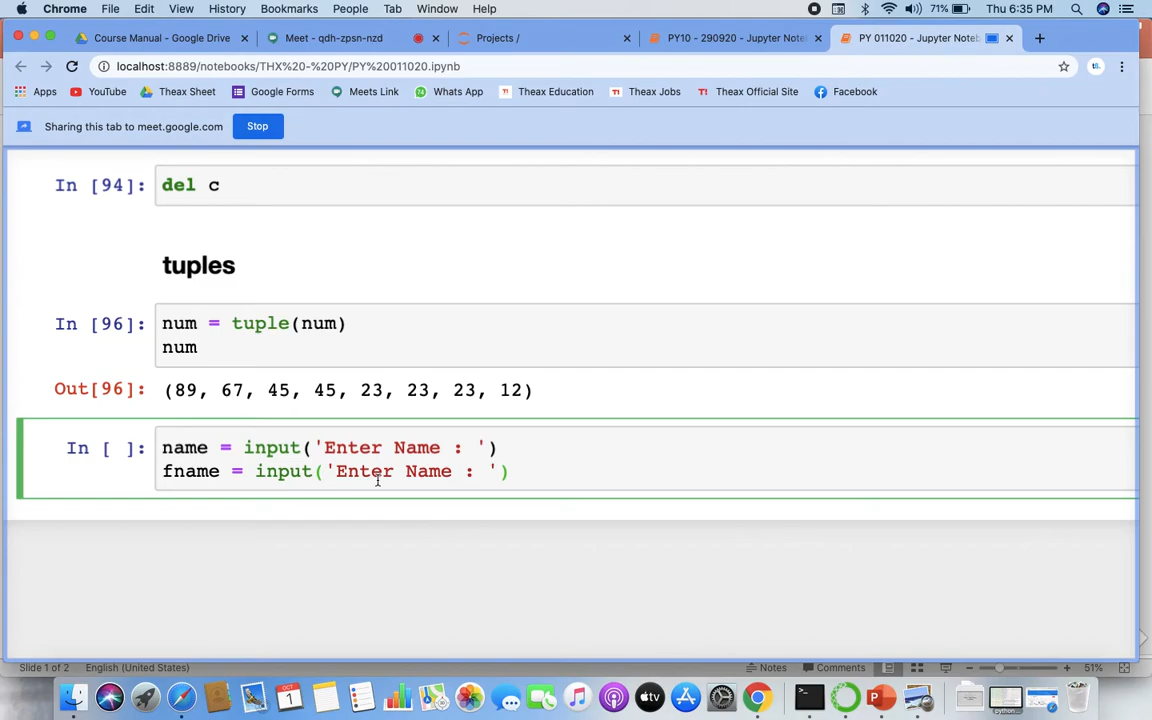 Chrome File Edit View History Bookmarks People Tab Window Help 71% Thu 6:35 PM
Course Manual - Google Drive Meet - qdh-zpsn-nzd Projects / PY10 - 290920 - Jupyter Note PY 011020 - Jupyter Noteb
localhost:8889/notebooks/THX%20-%20PY/PY%20011020.ipynb
Apps YouTube Theax Sheet Google Forms Meets Link Whats App Theax Education Theax Jobs Theax Official Site Facebook
Sharing this tab to meet.google.com Stop
In [94]: del c
tuples
In [96]: num = tuple(num)
num
Out[96]: (89, 67, 45, 45, 23, 23, 23, 12)
In [ ]: name = input('Enter Name : ')
fname = input('Enter Name : ')
Slide 1 of 2 English (United States) Notes Comments 51%
OCT
1
tv